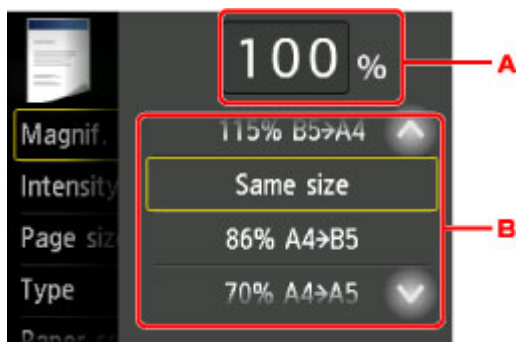 100 %
A
Magnif.
115% B5→A4
Intensity
Same size
B
Page siz
86% A4→B5
Type
70% A4→A5